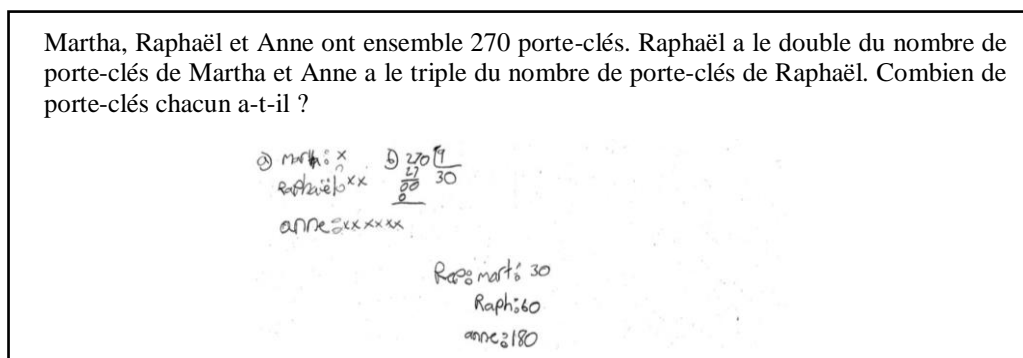 Martha, Raphaël et Anne ont ensemble 270 porte-clés. Raphaël a le double du nombre de
porte-clés de Martha et Anne a le triple du nombre de porte-clés de Raphaël. Combien de
porte-clés chacun a-t-il ?
a) Marth: x
Raphaël: xx
anne: xxxxxx
b) 270 9
27 30
00
0
Rep: mart: 30
Raph: 60
anne: 180